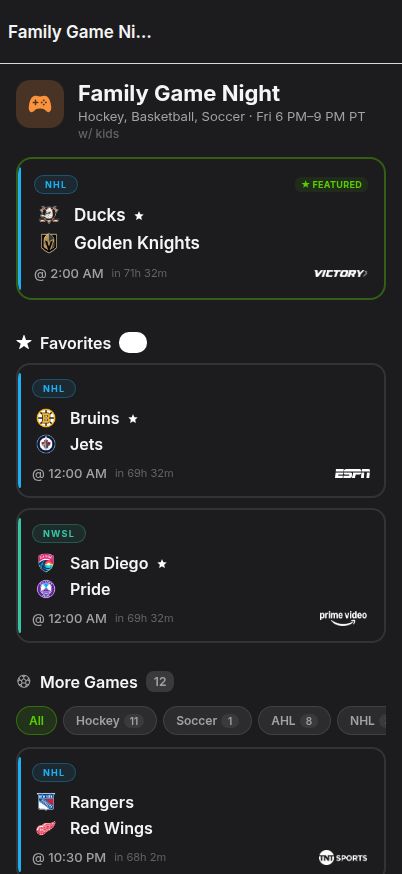 Family Game Ni...
Family Game Night
Hockey, Basketball, Soccer · Fri 6 PM–9 PM PT
w/ kids
NHL
★ FEATURED
Ducks ★
Golden Knights
@ 2:00 AM in 71h 32m
VICTORY
★ Favorites
NHL
Bruins ★
Jets
@ 12:00 AM in 69h 32m
ESPN
NWSL
San Diego ★
Pride
@ 12:00 AM in 69h 32m
prime video
More Games 12
All Hockey 11 Soccer 1 AHL 8 NHL
NHL
Rangers
Red Wings
@ 10:30 PM in 68h 2m
TNT SPORTS